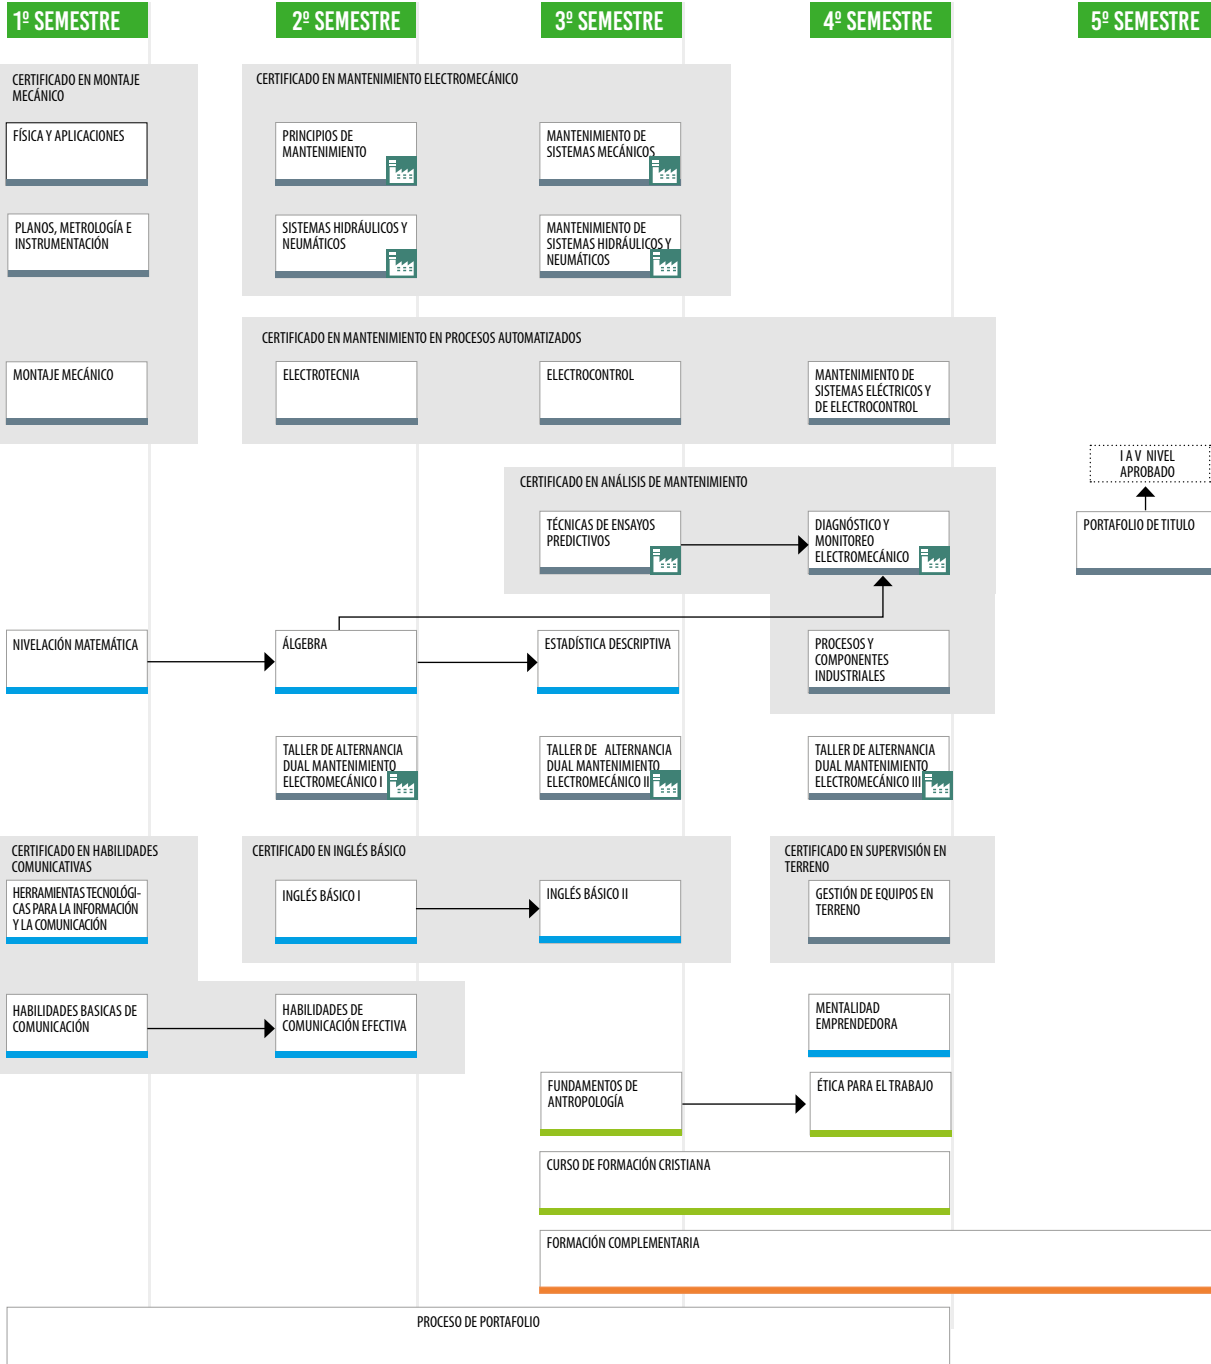 1º SEMESTRE
2º SEMESTRE
3º SEMESTRE
4º SEMESTRE
5º SEMESTRE
CERTIFICADO EN MONTAJE
MECÁNICO
CERTIFICADO EN MANTENIMIENTO ELECTROMECÁNICO
FÍSICA Y APLICACIONES
PRINCIPIOS DE
MANTENIMIENTO
MANTENIMIENTO DE
SISTEMAS MECÁNICOS
PLANOS, METROLOGÍA E
INSTRUMENTACIÓN
SISTEMAS HIDRÁULICOS Y
NEUMÁTICOS
MANTENIMIENTO DE
SISTEMAS HIDRÁULICOS Y
NEUMÁTICOS
CERTIFICADO EN MANTENIMIENTO EN PROCESOS AUTOMATIZADOS
MONTAJE MECÁNICO
ELECTROTECNIA
ELECTROCONTROL
MANTENIMIENTO DE
SISTEMAS ELÉCTRICOS Y
DE ELECTROCONTROL
I A V NIVEL
APROBADO
CERTIFICADO EN ANÁLISIS DE MANTENIMIENTO
TÉCNICAS DE ENSAYOS
PREDICTIVOS
DIAGNÓSTICO Y
MONITOREO
ELECTROMECÁNICO
PORTAFOLIO DE TITULO
NIVELACIÓN MATEMÁTICA
ÁLGEBRA
ESTADÍSTICA DESCRIPTIVA
PROCESOS Y
COMPONENTES
INDUSTRIALES
TALLER DE ALTERNANCIA
DUAL MANTENIMIENTO
ELECTROMECÁNICO I
TALLER DE ALTERNANCIA
DUAL MANTENIMIENTO
ELECTROMECÁNICO II
TALLER DE ALTERNANCIA
DUAL MANTENIMIENTO
ELECTROMECÁNICO III
CERTIFICADO EN HABILIDADES
COMUNICATIVAS
CERTIFICADO EN INGLÉS BÁSICO
CERTIFICADO EN SUPERVISIÓN EN
TERRENO
HERRAMIENTAS TECNOLÓGI-
CAS PARA LA INFORMACIÓN
Y LA COMUNICACIÓN
INGLÉS BÁSICO I
INGLÉS BÁSICO II
GESTIÓN DE EQUIPOS EN
TERRENO
HABILIDADES BASICAS DE
COMUNICACIÓN
HABILIDADES DE
COMUNICACIÓN EFECTIVA
MENTALIDAD
EMPRENDEDORA
FUNDAMENTOS DE
ANTROPOLOGÍA
ÉTICA PARA EL TRABAJO
CURSO DE FORMACIÓN CRISTIANA
FORMACIÓN COMPLEMENTARIA
PROCESO DE PORTAFOLIO